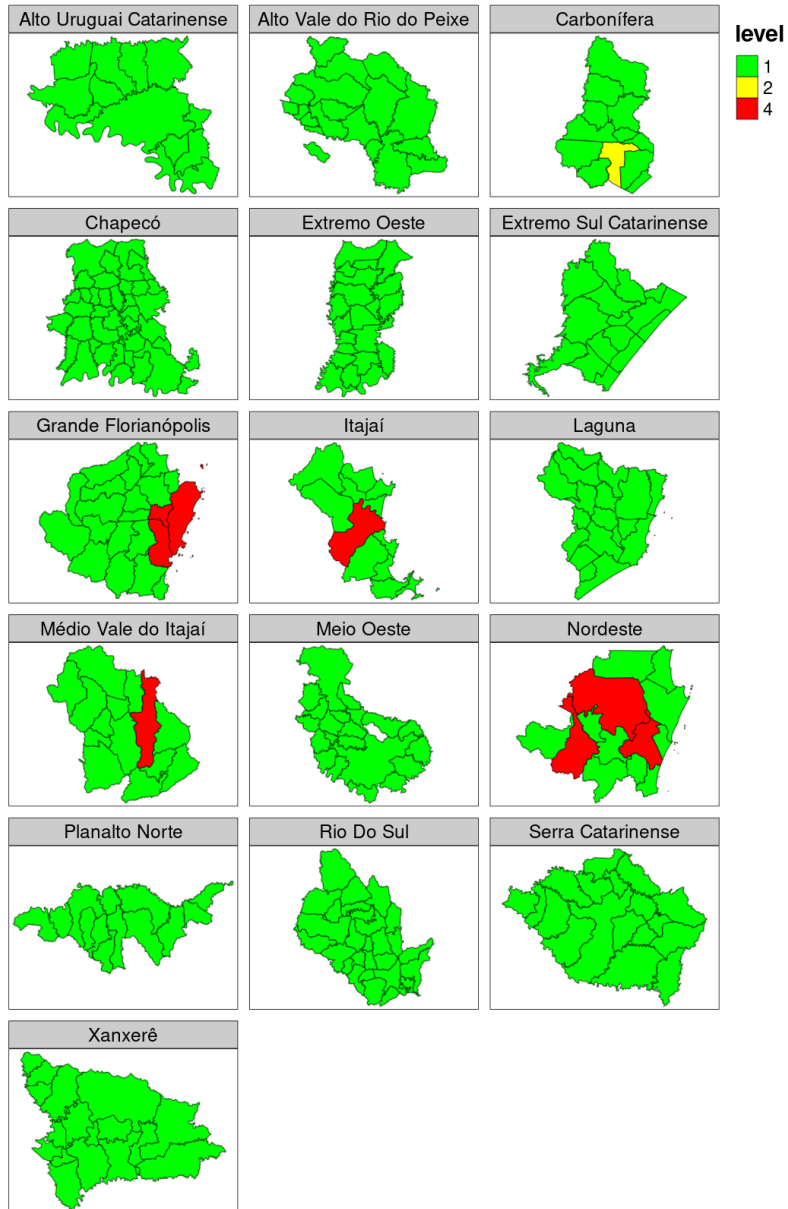 Alto Uruguai Catarinense
Alto Vale do Rio do Peixe
Carbonífera
level
1
2
4
Chapecó
Extremo Oeste
Extremo Sul Catarinense
Grande Florianópolis
Itajaí
Laguna
Médio Vale do Itajaí
Meio Oeste
Nordeste
Planalto Norte
Rio Do Sul
Serra Catarinense
Xanxerê